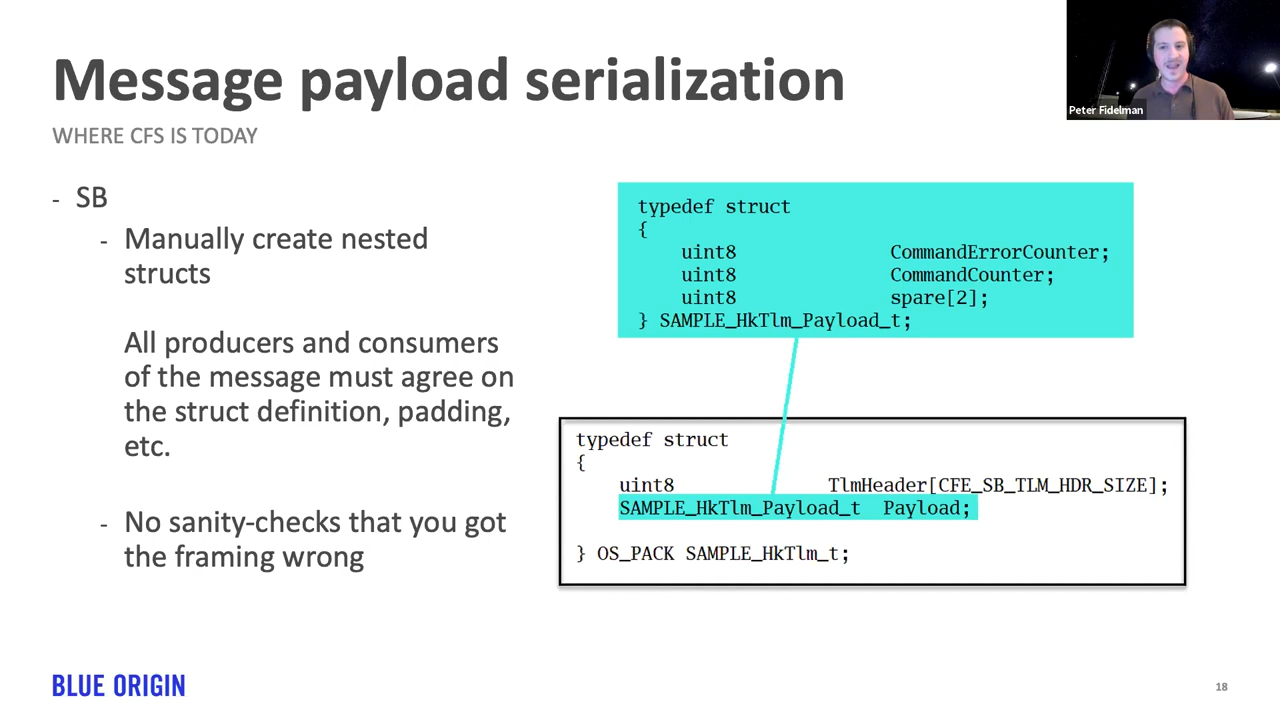 Message payload serialization
WHERE CFS IS TODAY
- SB
- Manually create nested
structs
All producers and consumers
of the message must agree on
the struct definition, padding,
etc.
- No sanity-checks that you got
the framing wrong
typedef struct
{
uint8 CommandErrorCounter;
uint8 CommandCounter;
uint8 spare[2];
} SAMPLE_HkTlm_Payload_t;
typedef struct
{
uint8 TlmHeader[CFE_SB_TLM_HDR_SIZE];
SAMPLE_HkTlm_Payload_t Payload;
} OS_PACK SAMPLE_HkTlm_t;
Peter Fidelman
BLUE ORIGIN
18